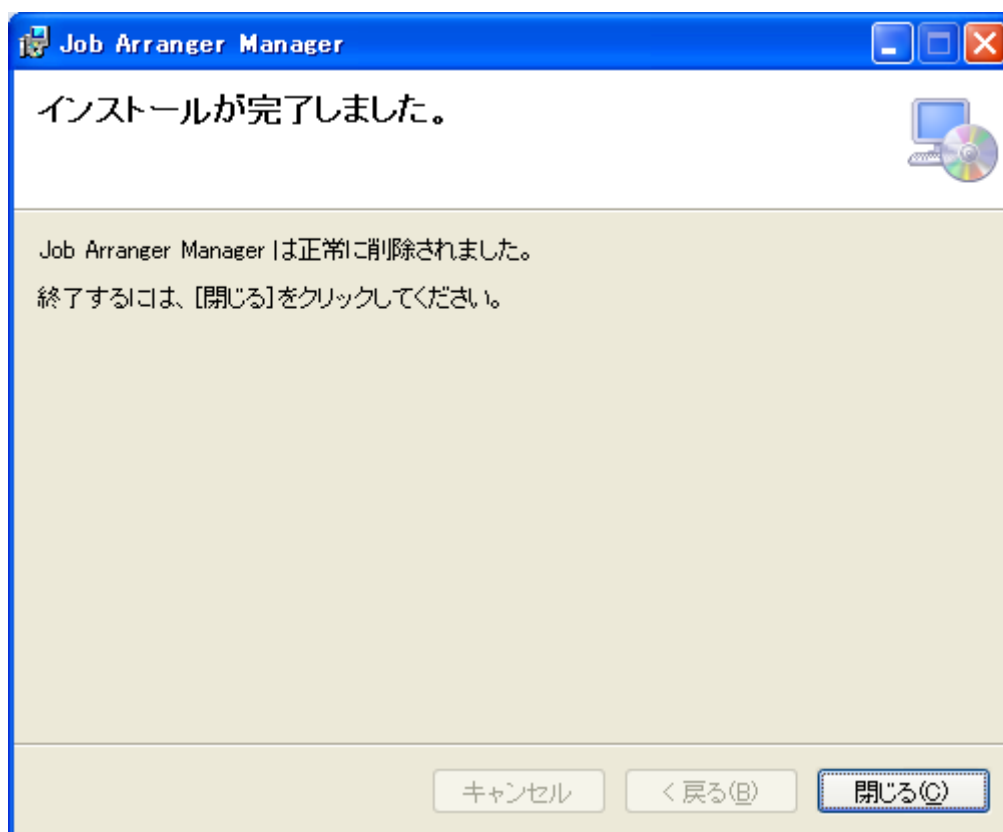 Job Arranger Manager
インストールが完了しました。
Job Arranger Manager は正常に削除されました。
終了するには、[閉じる]をクリックしてください。
キャンセル
< 戻る(B)
閉じる(C)